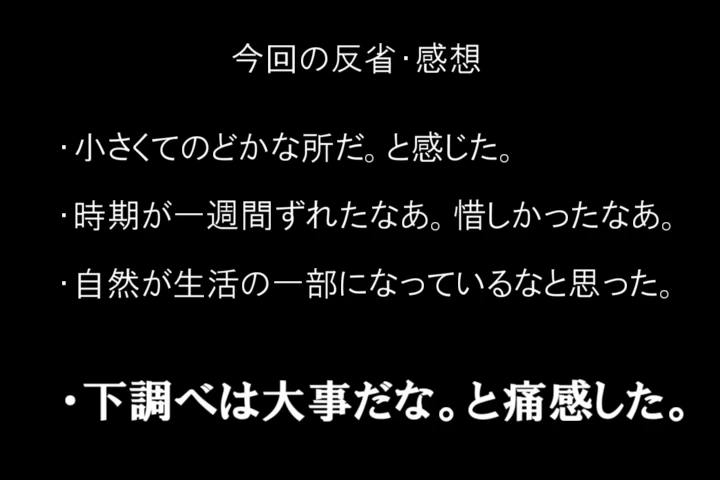 今回の反省・感想
・小さくてのどかな所だ。と感じた。
・時期が一週間ずれたなあ。惜しかったなあ。
・自然が生活の一部になっているなと思った。
・下調べは大事だな。と痛感した。